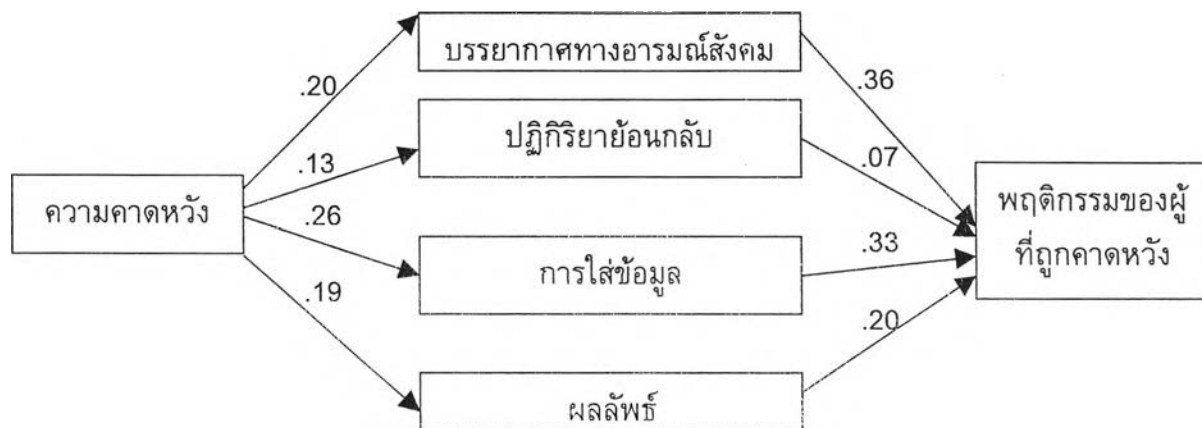 บรรยากาศทางอารมณ์สังคม
.20
.36
ปฏิกิริยาย้อนกลับ
.13
.07
ความคาดหวัง
พฤติกรรมของผู้
ที่ถูกคาดหวัง
.26
.33
การใส่ข้อมูล
.19
.20
ผลลัพธ์